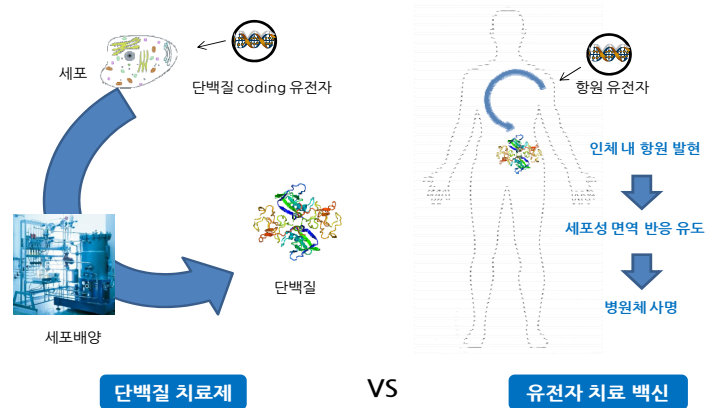 세포
단백질 coding 유전자
세포배양
단백질
단백질 치료제
VS
항원 유전자
인체 내 항원 발현
세포성 면역 반응 유도
병원체 사멸
유전자 치료 백신